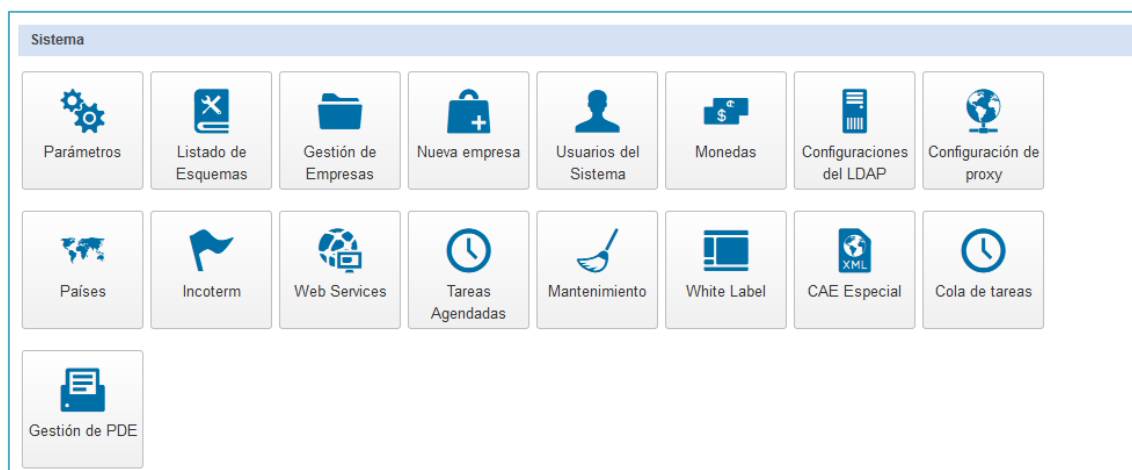 Sistema
Parámetros
Listado de
Esquemas
Gestión de
Empresas
Nueva empresa
Usuarios del
Sistema
$
Monedas
Configuraciones
del LDAP
Configuración de
proxy
Países
Incoterm
Web Services
Tareas
Agendadas
Mantenimiento
White Label
XML
CAE Especial
Cola de tareas
Gestión de PDE